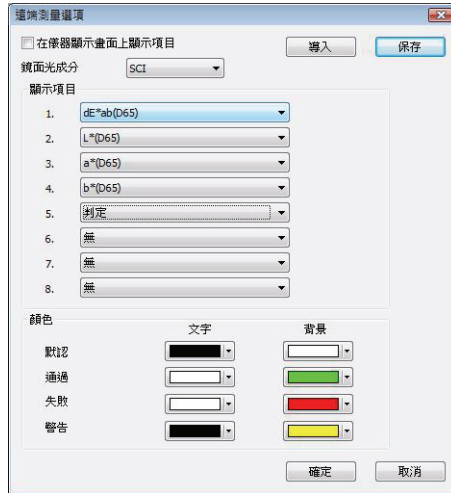 遠端測量選項
在儀器顯示畫面上顯示項目 導入 保存
鏡面光成分 SCI
顯示項目
1. dE*ab(D65)
2. L*(D65)
3. a*(D65)
4. b*(D65)
5. 判定
6. 無
7. 無
8. 無
顏色
文字 背景
默認
通過
失敗
警告
確定 取消